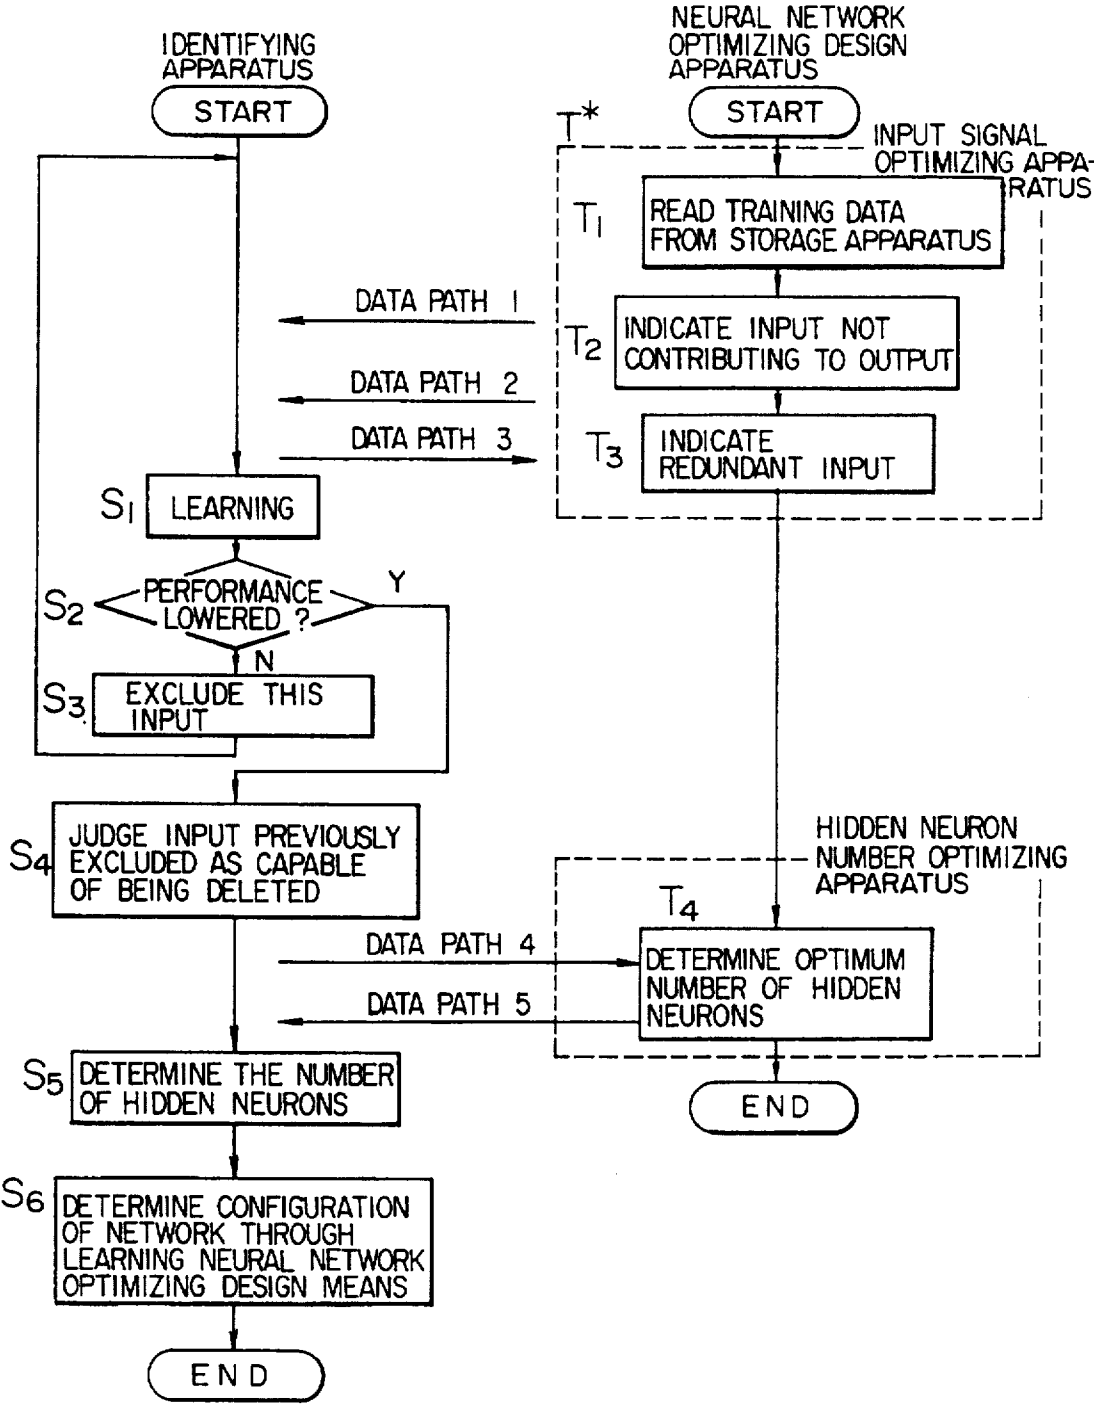 IDENTIFYING
APPARATUS
START
NEURAL NETWORK
OPTIMIZING DESIGN
APPARATUS
START
T*
INPUT SIGNAL
OPTIMIZING APPA-
RATUS
T1
READ TRAINING DATA
FROM STORAGE APPARATUS
DATA PATH 1
T2
INDICATE INPUT NOT
CONTRIBUTING TO OUTPUT
DATA PATH 2
DATA PATH 3
T3
INDICATE
REDUNDANT INPUT
S1
LEARNING
S2
PERFORMANCE
LOWERED ?
Y
N
S3
EXCLUDE THIS
INPUT
S4
JUDGE INPUT PREVIOUSLY
EXCLUDED AS CAPABLE
OF BEING DELETED
HIDDEN NEURON
NUMBER OPTIMIZING
APPARATUS
T4
DATA PATH 4
DETERMINE OPTIMUM
NUMBER OF HIDDEN
NEURONS
DATA PATH 5
S5
DETERMINE THE NUMBER
OF HIDDEN NEURONS
END
S6
DETERMINE CONFIGURATION
OF NETWORK THROUGH
LEARNING NEURAL NETWORK
OPTIMIZING DESIGN MEANS
END